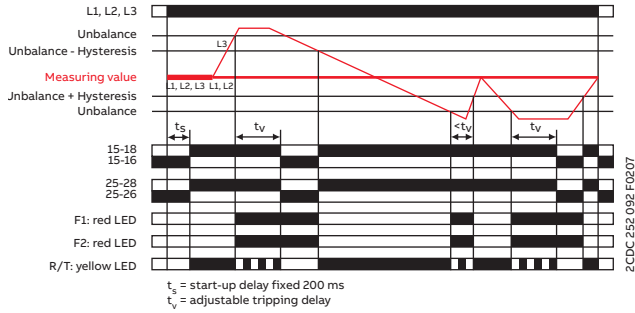 L1, L2, L3
Unbalance
L3
Unbalance - Hysteresis
Measuring value
L1, L2, L3 L1, L2
Unbalance + Hysteresis
Unbalance
ts tv <tv tv
15-18
15-16
25-28
25-26
F1: red LED
F2: red LED
R/T: yellow LED
ts = start-up delay fixed 200 ms
tv = adjustable tripping delay
2CDC 252 092 F0207